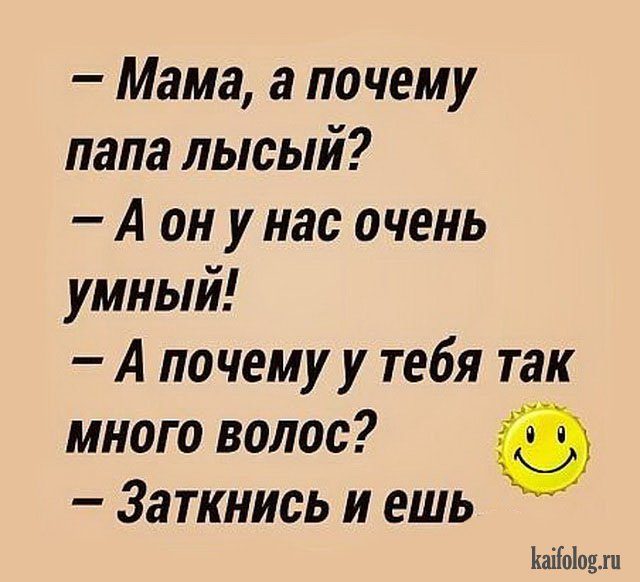 – Мама, а почему
папа лысый?
– А он у нас очень
умный!
– А почему у тебя так
много волос?
– Заткнись и ешь
kaifolog.ru